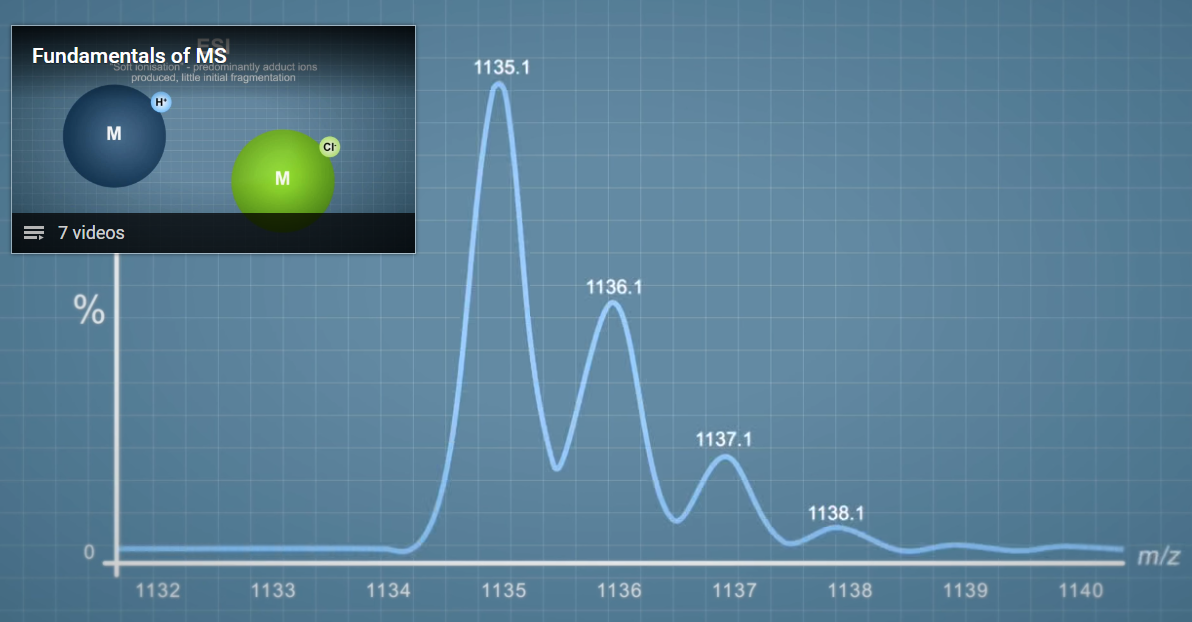 ESI
Fundamentals of MS
"Soft ionisation" - predominantly adduct ions
produced, little initial fragmentation
H+
M
Cl-
M
7 videos
1135.1
1136.1
%
1137.1
1138.1
0
m/z
1132 1133 1134 1135 1136 1137 1138 1139 1140